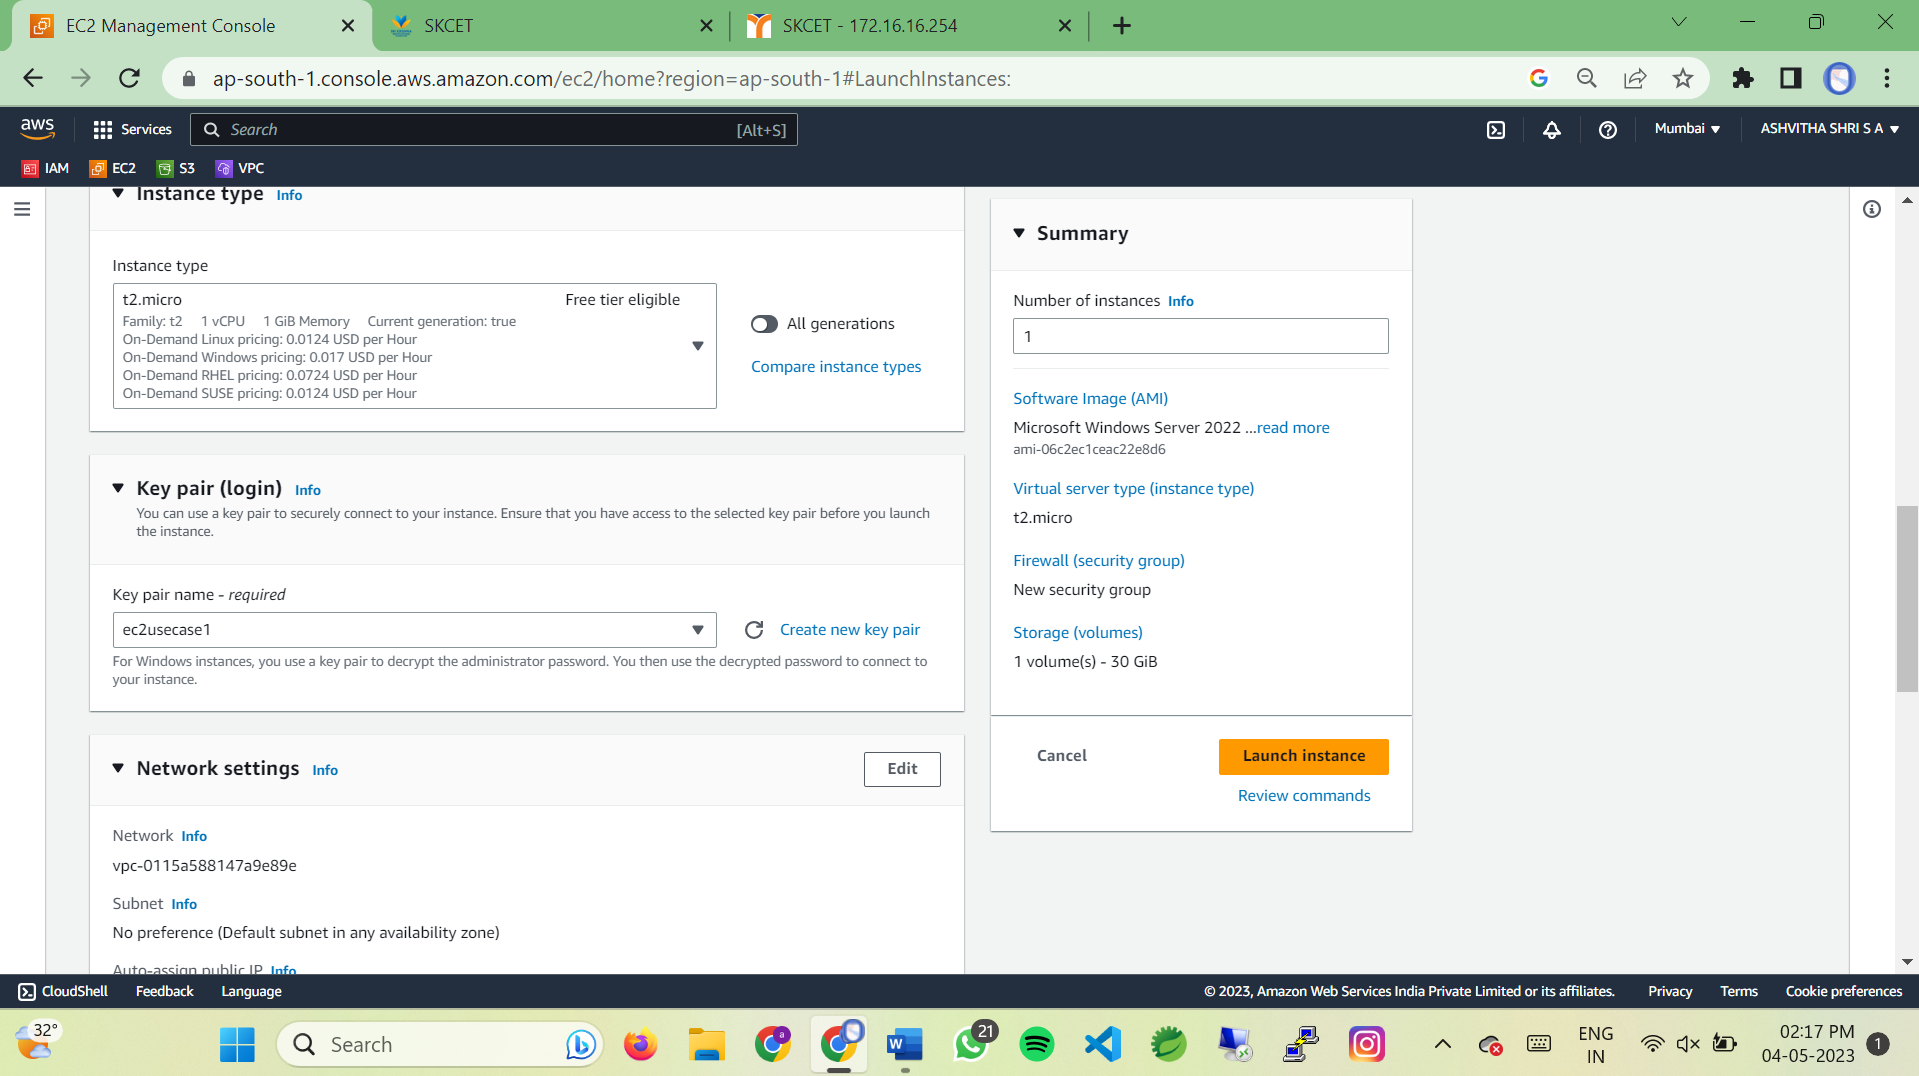 EC2 Management Console
SKCET
SKCET - 172.16.16.254
ap-south-1.console.aws.amazon.com/ec2/home?region=ap-south-1#LaunchInstances:
aws
Services
Search
[Alt+S]
Mumbai
ASHVITHA SHRI S A
IAM
EC2
S3
VPC
Instance type Info
Instance type
t2.micro
Free tier eligible
Family: t2 1 vCPU 1 GiB Memory Current generation: true
On-Demand Linux pricing: 0.0124 USD per Hour
On-Demand Windows pricing: 0.017 USD per Hour
On-Demand RHEL pricing: 0.0724 USD per Hour
On-Demand SUSE pricing: 0.0124 USD per Hour
All generations
Compare instance types
Key pair (login) Info
You can use a key pair to securely connect to your instance. Ensure that you have access to the selected key pair before you launch
the instance.
Key pair name - required
ec2usecase1
Create new key pair
For Windows instances, you use a key pair to decrypt the administrator password. You then use the decrypted password to connect to
your instance.
Network settings Info
Edit
Network Info
vpc-0115a588147a9e89e
Subnet Info
No preference (Default subnet in any availability zone)
Auto-assign public IP Info
Summary
Number of instances Info
1
Software Image (AMI)
Microsoft Windows Server 2022 ...read more
ami-06c2ec1ceac22e8d6
Virtual server type (instance type)
t2.micro
Firewall (security group)
New security group
Storage (volumes)
1 volume(s) - 30 GiB
Cancel
Launch instance
Review commands
CloudShell
Feedback
Language
© 2023, Amazon Web Services India Private Limited or its affiliates.
Privacy
Terms
Cookie preferences
32°
Search
a
W
21
ENG
IN
02:17 PM
04-05-2023
1